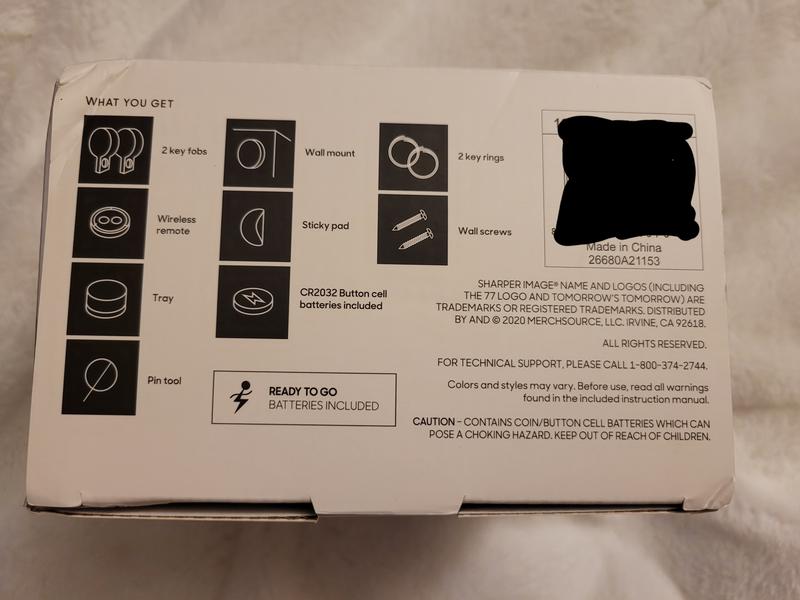 WHAT YOU GET
2 key fobs
Wall mount
2 key rings
Wireless
remote
Sticky pad
Wall screws
Tray
CR2032 Button cell
batteries included
Pin tool
READY TO GO
BATTERIES INCLUDED
Made in China
26680A21153
SHARPER IMAGE® NAME AND LOGOS (INCLUDING
THE 77 LOGO AND TOMORROW'S TOMORROW) ARE
TRADEMARKS OR REGISTERED TRADEMARKS. DISTRIBUTED
BY AND © 2020 MERCHSOURCE, LLC. IRVINE, CA 92618.
ALL RIGHTS RESERVED.
FOR TECHNICAL SUPPORT, PLEASE CALL 1-800-374-2744.
Colors and styles may vary. Before use, read all warnings
found in the included instruction manual.
CAUTION – CONTAINS COIN/BUTTON CELL BATTERIES WHICH CAN
POSE A CHOKING HAZARD. KEEP OUT OF REACH OF CHILDREN.